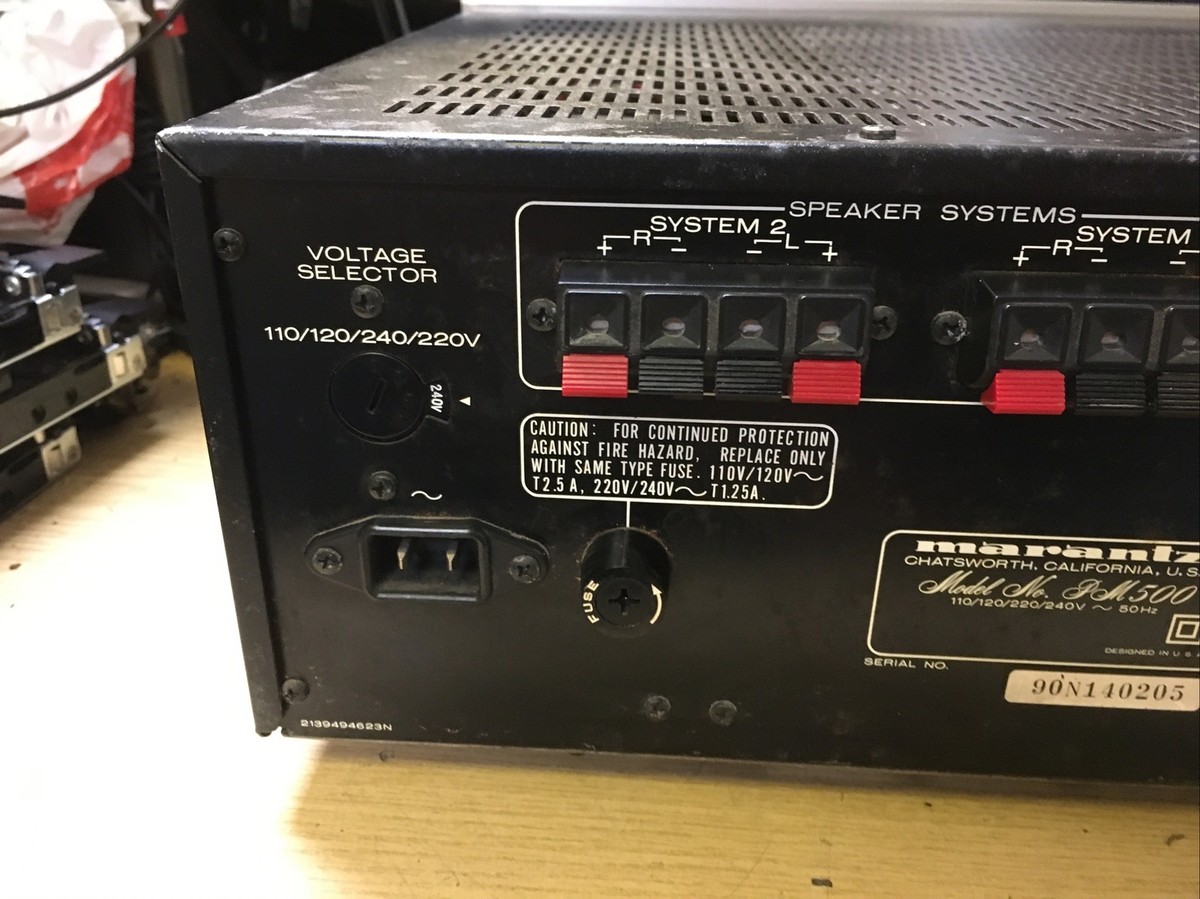 SPEAKER SYSTEMS
SYSTEM 2
SYSTEM
+ R − − L +
+ R − −
VOLTAGE
SELECTOR
110/120/240/220V
240V
CAUTION: FOR CONTINUED PROTECTION
AGAINST FIRE HAZARD, REPLACE ONLY
WITH SAME TYPE FUSE. 110V/120V~
T2.5A, 220V/240V~T1.25A.
~
FUSE
marantz
CHATSWORTH, CALIFORNIA, U.S.
Model No. PM500
110/120/220/240V ~ 50Hz
DESIGNED IN U.S.
SERIAL NO.
90N140205
2139494623N